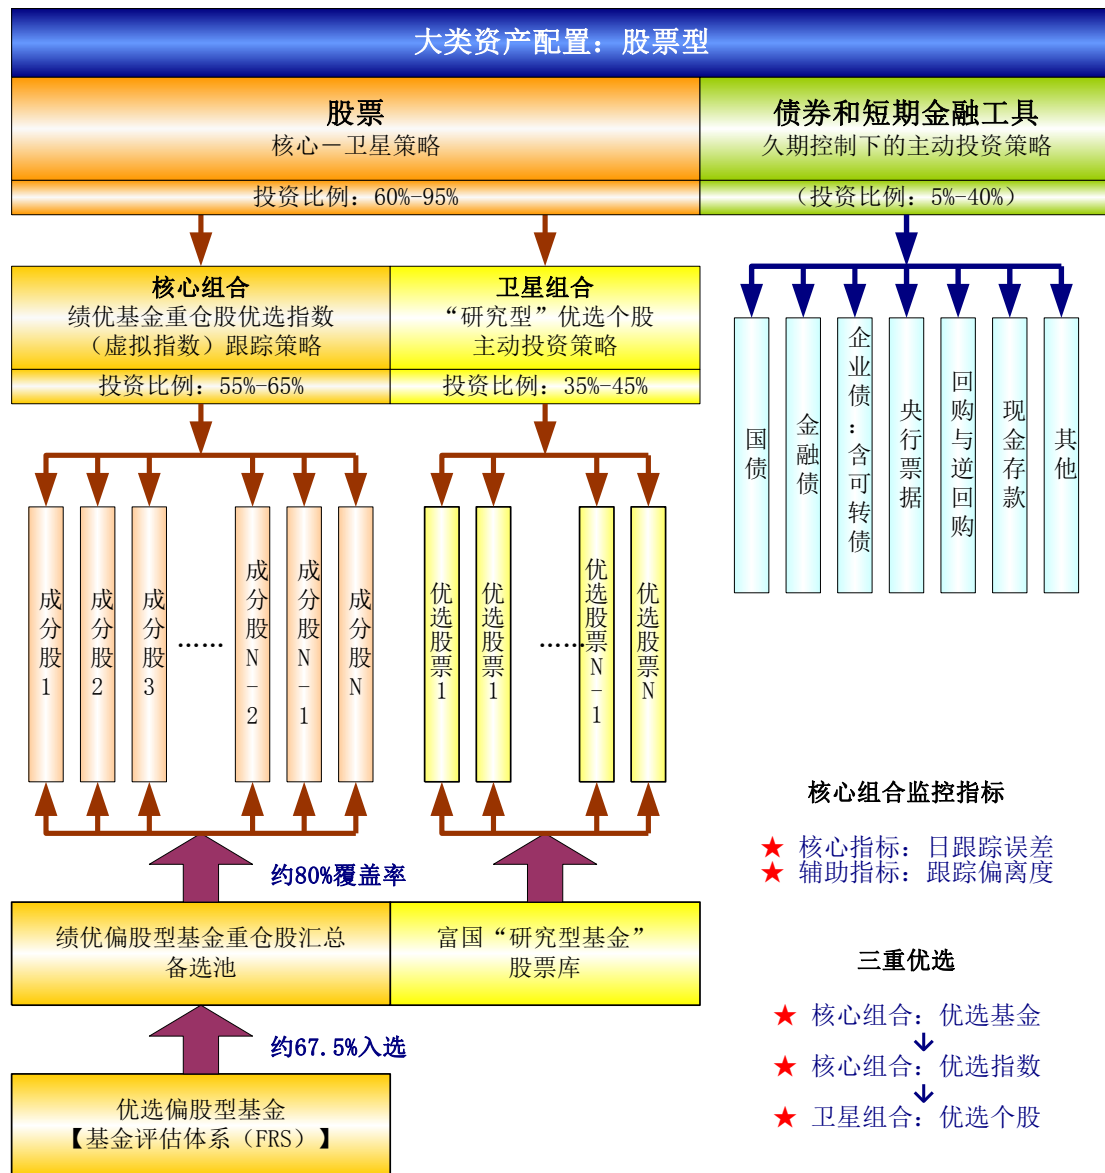 大类资产配置：股票型
股票
核心－卫星策略
投资比例：60%-95%
债券和短期金融工具
久期控制下的主动投资策略
（投资比例：5%-40%）
核心组合
绩优基金重仓股优选指数
（虚拟指数）跟踪策略
投资比例：55%-65%
卫星组合
“研究型”优选个股
主动投资策略
投资比例：35%-45%
国债
金融债
企业债：含可转债
央行票据
回购与逆回购
现金存款
其他
成分股1
成分股2
成分股3
……
成分股N-2
成分股N-1
成分股N
优选股票1
优选股票1
……
优选股票N-1
优选股票N
约80%覆盖率
绩优偏股型基金重仓股汇总
备选池
富国“研究型基金”
股票库
约67.5%入选
优选偏股型基金
【基金评估体系（FRS）】
核心组合监控指标
★ 核心指标：日跟踪误差
★ 辅助指标：跟踪偏离度
三重优选
★ 核心组合：优选基金
★ 核心组合：优选指数
★ 卫星组合：优选个股